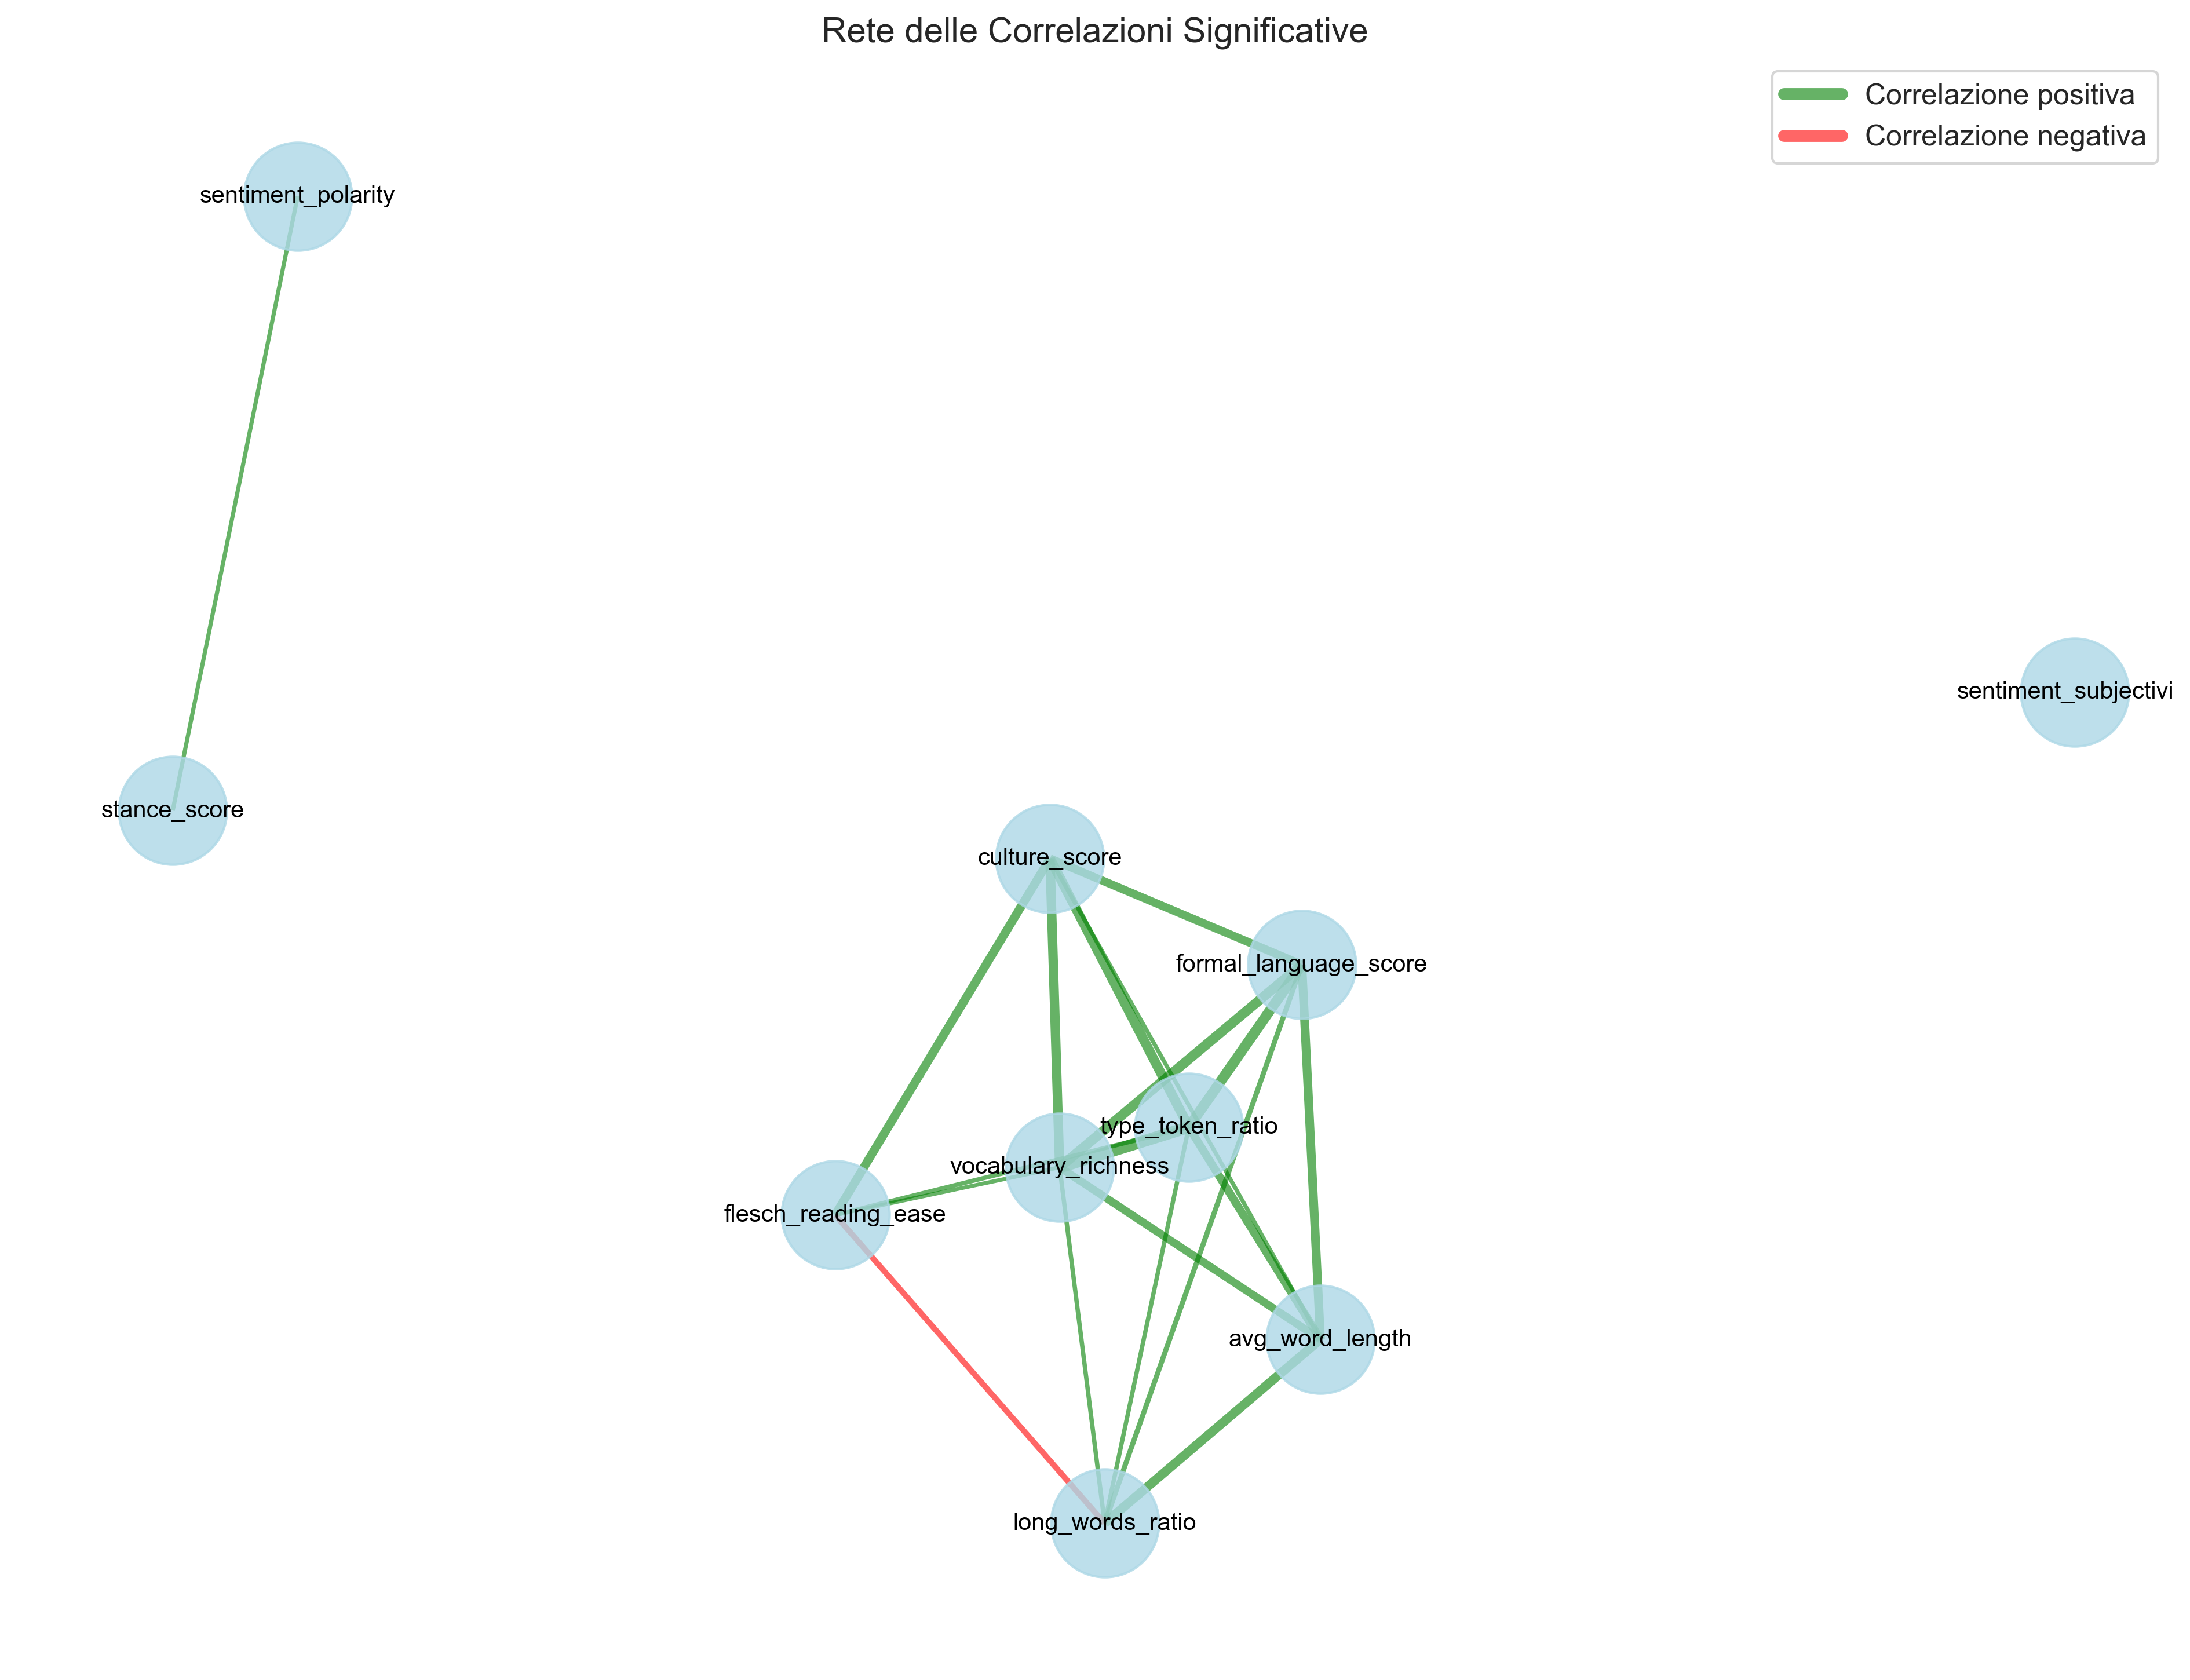 Rete delle Correlazioni Significative
Correlazione positiva
Correlazione negativa
sentiment_polarity
sentiment_subjectivi
stance_score
culture_score
formal_language_score
type_token_ratio
vocabulary_richness
flesch_reading_ease
avg_word_length
long_words_ratio